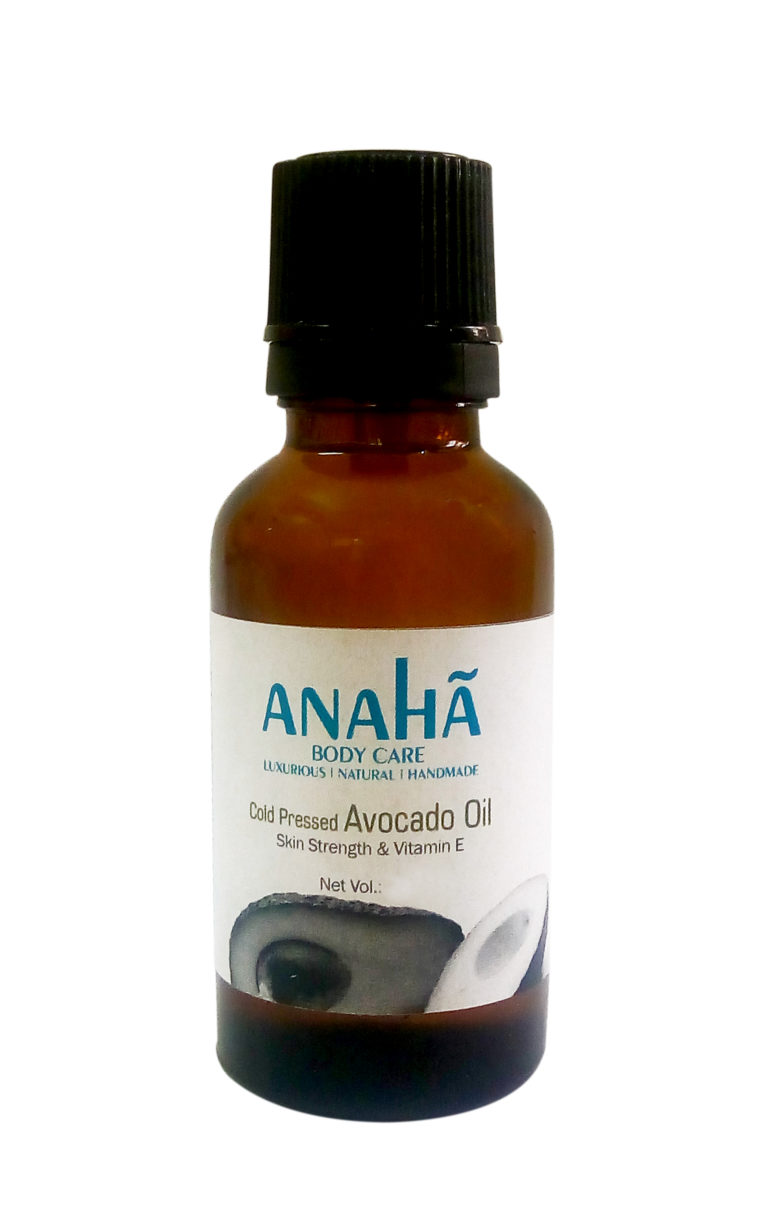 ANAHÃ
BODY CARE
LUXURIOUS | NATURAL | HANDMADE
Cold Pressed Avocado Oil
Skin Strength & Vitamin E
Net Vol.: